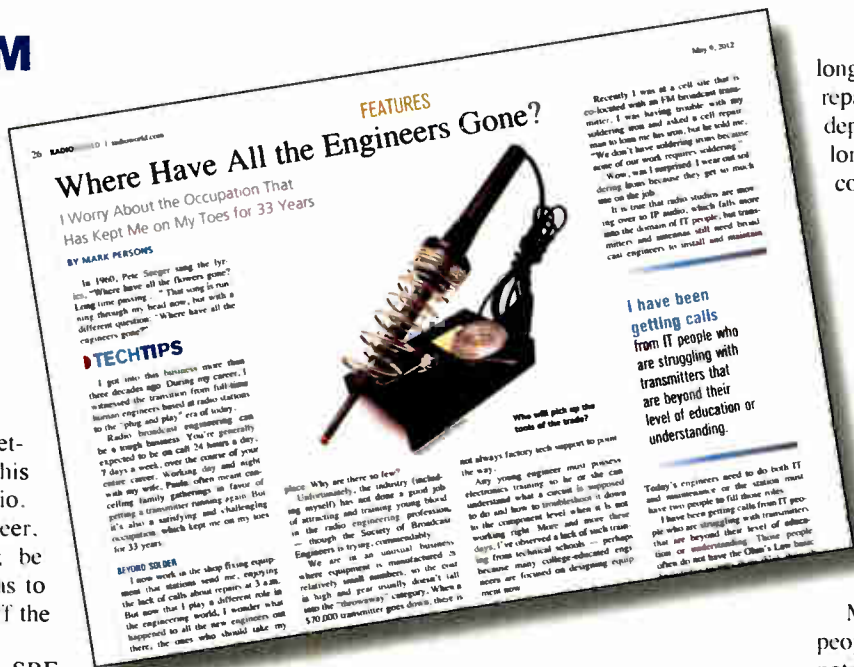 M
et-
his
io.
eer.
be
ns to
f the
SBE
May 9, 2012
26 RADIO | radioworld.com
FEATURES
Where Have All the Engineers Gone?
I Worry About the Occupation That
Has Kept Me on My Toes for 33 Years
BY MARK PERSONS
In 1960, Pete Seeger sang the lyr-
ics, "Where have all the flowers gone?
Long time passing..." That song is run-
ning through my head now, but with a
different question: "Where have all the
engineers gone?"
TECHTIPS
I got into this business more than
three decades ago. During my career, I
witnessed the transition from full-time
human engineers based at radio stations
to the "plug and play" era of today.
Radio broadcast engineering can
be a tough business. You're generally
expected to be on call 24 hours a day,
7 days a week, over the course of your
entire career. Working day and night
with my wife, Paula, often meant can-
celling family gatherings in favor of
getting a transmitter running again. But
it's also a satisfying and challenging
occupation, which kept me on my toes
for 33 years.
BEYOND SOLDER
I now work in the shop fixing equip-
ment that stations send me, enjoying
the lack of calls about repairs at 3 a.m.
But now that I play a different role in
the engineering world, I wonder what
happened to all the new engineers out
there, the ones who should take my
place. Why are there so few?
Unfortunately, the industry (includ-
ing myself) has not done a good job
of attracting and training young blood
in the radio engineering profession,
— though the Society of Broadcast
Engineers is trying, commendably.
We are in an unusual business
where equipment is manufactured in
relatively small numbers, so the cost
is high and gear usually doesn't fall
into the "throwaway" category. When a
$70,000 transmitter goes down, there is
Who will pick up the
tools of the trade?
not always factory tech support to point
the way.
Any young engineer must possess
electronics training so he or she can
understand what a circuit is supposed
to do and how to troubleshoot it down
to the component level when it is not
working right. More and more these
days, I've observed a lack of such train-
ing from technical schools — perhaps
because many college-educated engi-
neers are focused on designing equip-
ment now.
Recently I was at a cell site that is
co-located with an FM broadcast trans-
mitter. I was having trouble with my
soldering iron and asked a cell repair
man to loan me his iron, but he told me,
"We don't have soldering irons because
none of our work requires soldering."
Wow, was I surprised. I wear out sol-
dering irons because they get so much
use on the job.
It is true that radio studios are mov-
ing over to IP audio, which falls more
into the domain of IT people, but trans-
mitters and antennas still need broad-
cast engineers to install and maintain
I have been
getting calls
from IT people who
are struggling with
transmitters that
are beyond their
level of education or
understanding.
Today's engineers need to do both IT
and maintenance or the station must
have two people to fill those roles.
I have been getting calls from IT peo-
ple who are struggling with transmitters
that are beyond their level of educa-
tion or understanding. Those people
often do not have the Ohm's Law basic
long
repa
dep
lon
co
N
peo